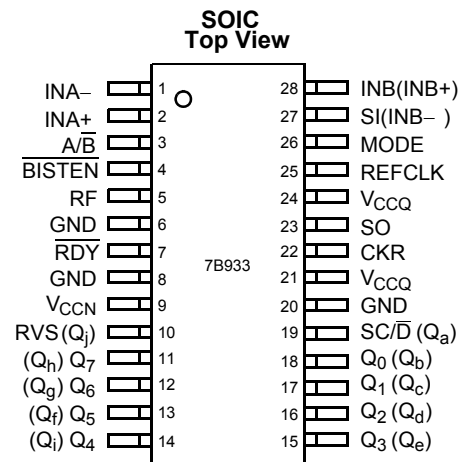 SOIC
Top View
INA− 1 28 INB(INB+)
INA+ 2 27 SI(INB− )
A/B̅ 3 26 MODE
B̅I̅S̅T̅E̅N̅ 4 25 REFCLK
RF 5 24 VCCQ
GND 6 23 SO
R̅D̅Y̅ 7 22 CKR
7B933
GND 8 21 VCCQ
VCCN 9 20 GND
RVS(Qj) 10 19 SC/D̅ (Qa)
(Qh) Q7 11 18 Q0 (Qb)
(Qg) Q6 12 17 Q1 (Qc)
(Qf) Q5 13 16 Q2 (Qd)
(Qi) Q4 14 15 Q3 (Qe)